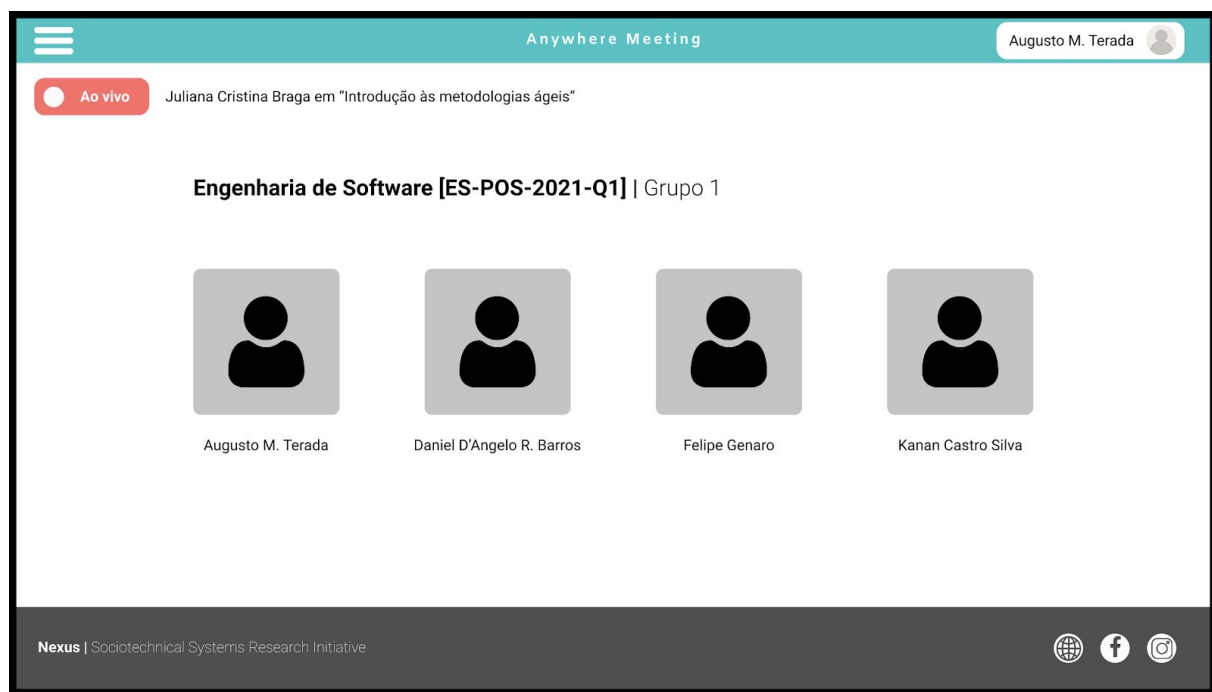 Anywhere Meeting
Augusto M. Terada
Ao vivo
Juliana Cristina Braga em “Introdução às metodologias ágeis”
Engenharia de Software [ES-POS-2021-Q1] | Grupo 1
Augusto M. Terada
Daniel D’Angelo R. Barros
Felipe Genaro
Kanan Castro Silva
Nexus | Sociotechnical Systems Research Initiative